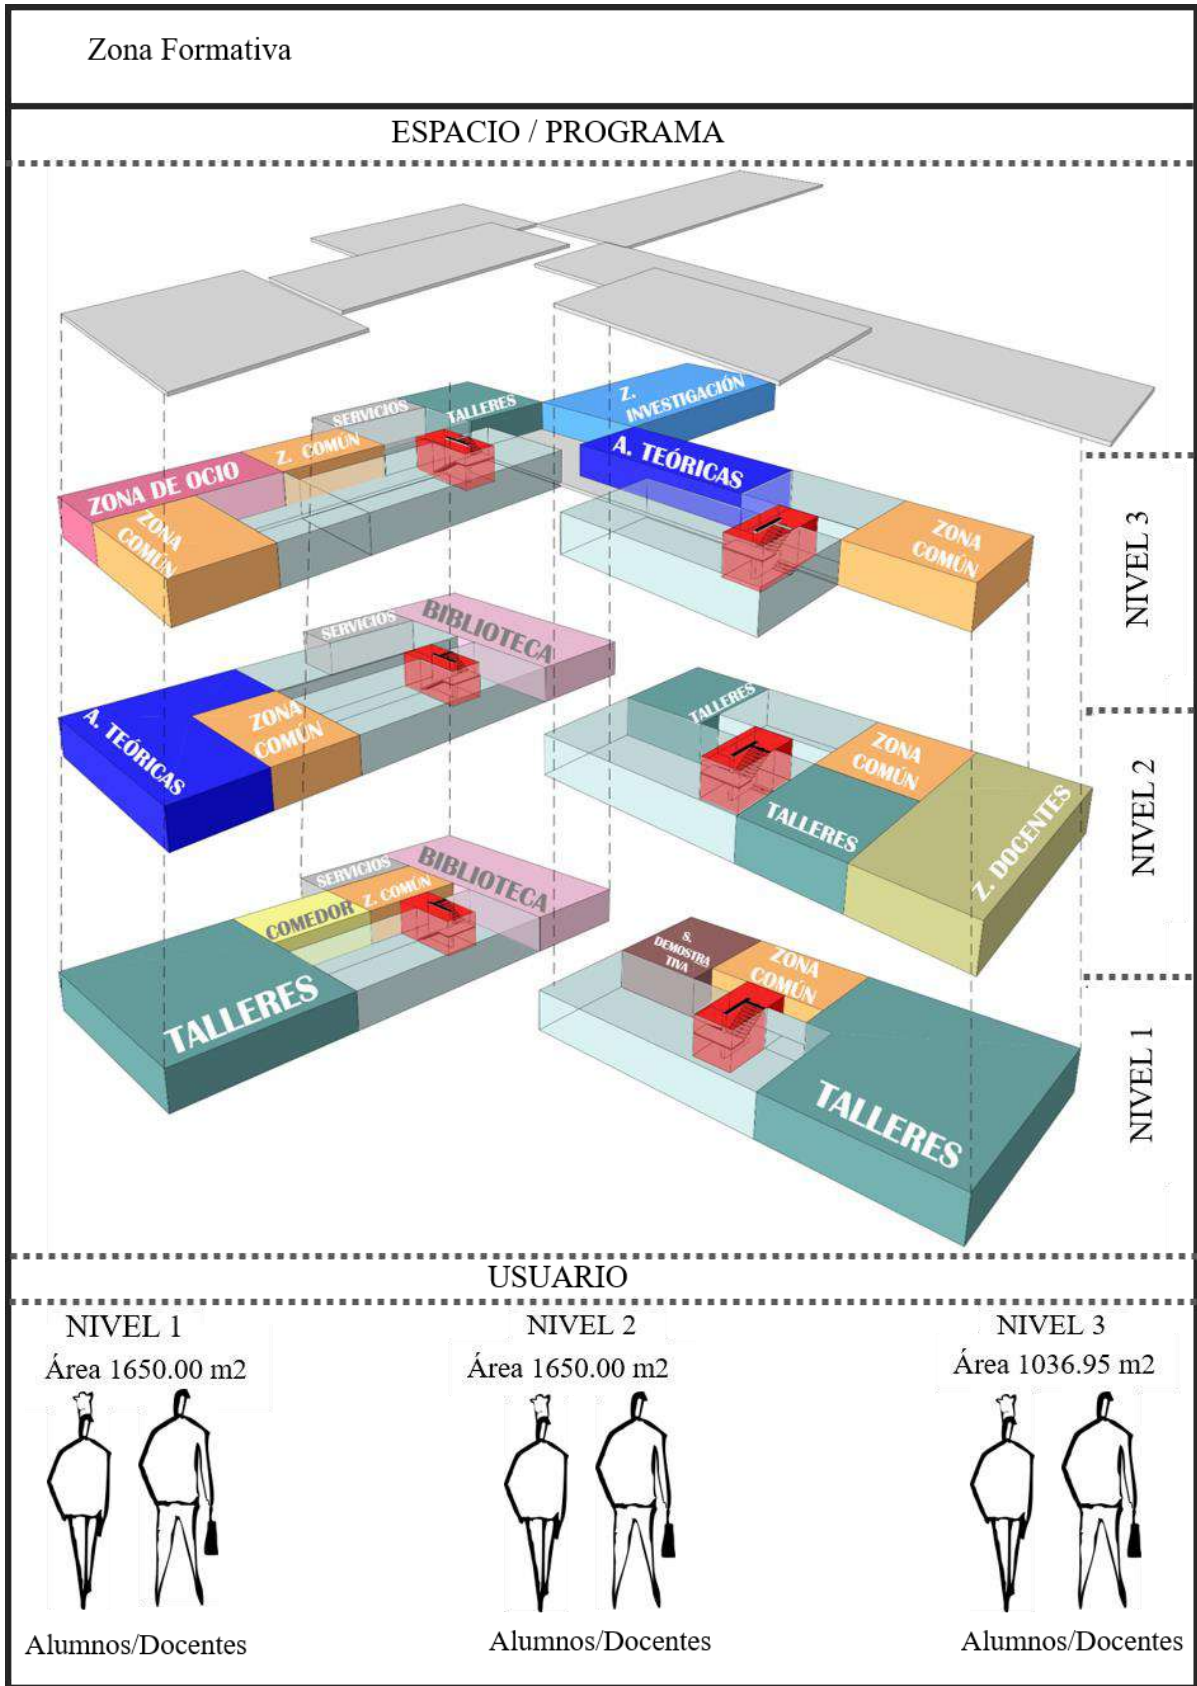 Zona Formativa
ESPACIO / PROGRAMA
Z.
INVESTIGACIÓN
SERVICIOS
TALLERES
Z. COMÚN
A. TEÓRICAS
ZONA DE OCIO
ZONA
COMÚN
ZONA
COMÚN
NIVEL 3
SERVICIOS
BIBLIOTECA
ZONA
COMÚN
A. TEÓRICAS
TALLERES
ZONA
COMÚN
TALLERES
Z. DOCENTES
NIVEL 2
SERVICIOS
BIBLIOTECA
Z. COMÚN
COMEDOR
TALLERES
S.
DEMOSTRA
TIVA
ZONA
COMÚN
TALLERES
NIVEL 1
USUARIO
NIVEL 1
Área 1650.00 m2
Alumnos/Docentes
NIVEL 2
Área 1650.00 m2
Alumnos/Docentes
NIVEL 3
Área 1036.95 m2
Alumnos/Docentes